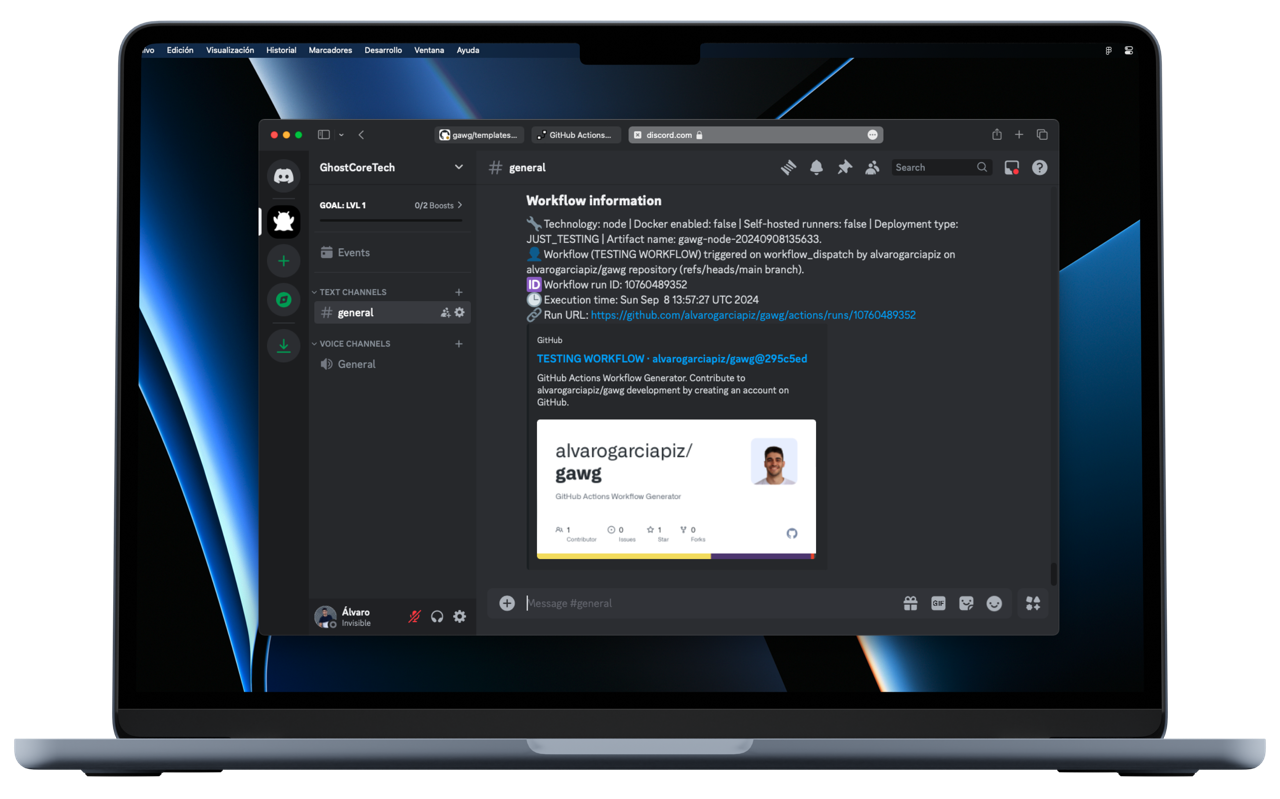 ivo Edición Visualización Historial Marcadores Desarrollo Ventana Ayuda
gawg/templates... GitHub Actions... discord.com
GhostCoreTech
# general
Search
GOAL: LVL 1 0/2 Boosts
Events
TEXT CHANNELS
# general
VOICE CHANNELS
General
Workflow information
Technology: node | Docker enabled: false | Self-hosted runners: false | Deployment type:
JUST_TESTING | Artifact name: gawg-node-20240908135633.
Workflow (TESTING WORKFLOW) triggered on workflow_dispatch by alvarogarciapiz on
alvarogarciapiz/gawg repository (refs/heads/main branch).
ID Workflow run ID: 10760489352
Execution time: Sun Sep 8 13:57:27 UTC 2024
Run URL: https://github.com/alvarogarciapiz/gawg/actions/runs/10760489352
GitHub
TESTING WORKFLOW · alvarogarciapiz/gawg@295c5ed
GitHub Actions Workflow Generator. Contribute to
alvarogarciapiz/gawg development by creating an account on
GitHub.
alvarogarciapiz/
gawg
GitHub Actions Workflow Generator
1 0 1 0
Contributor Issues Star Forks
Álvaro
Invisible
Message #general
GIF